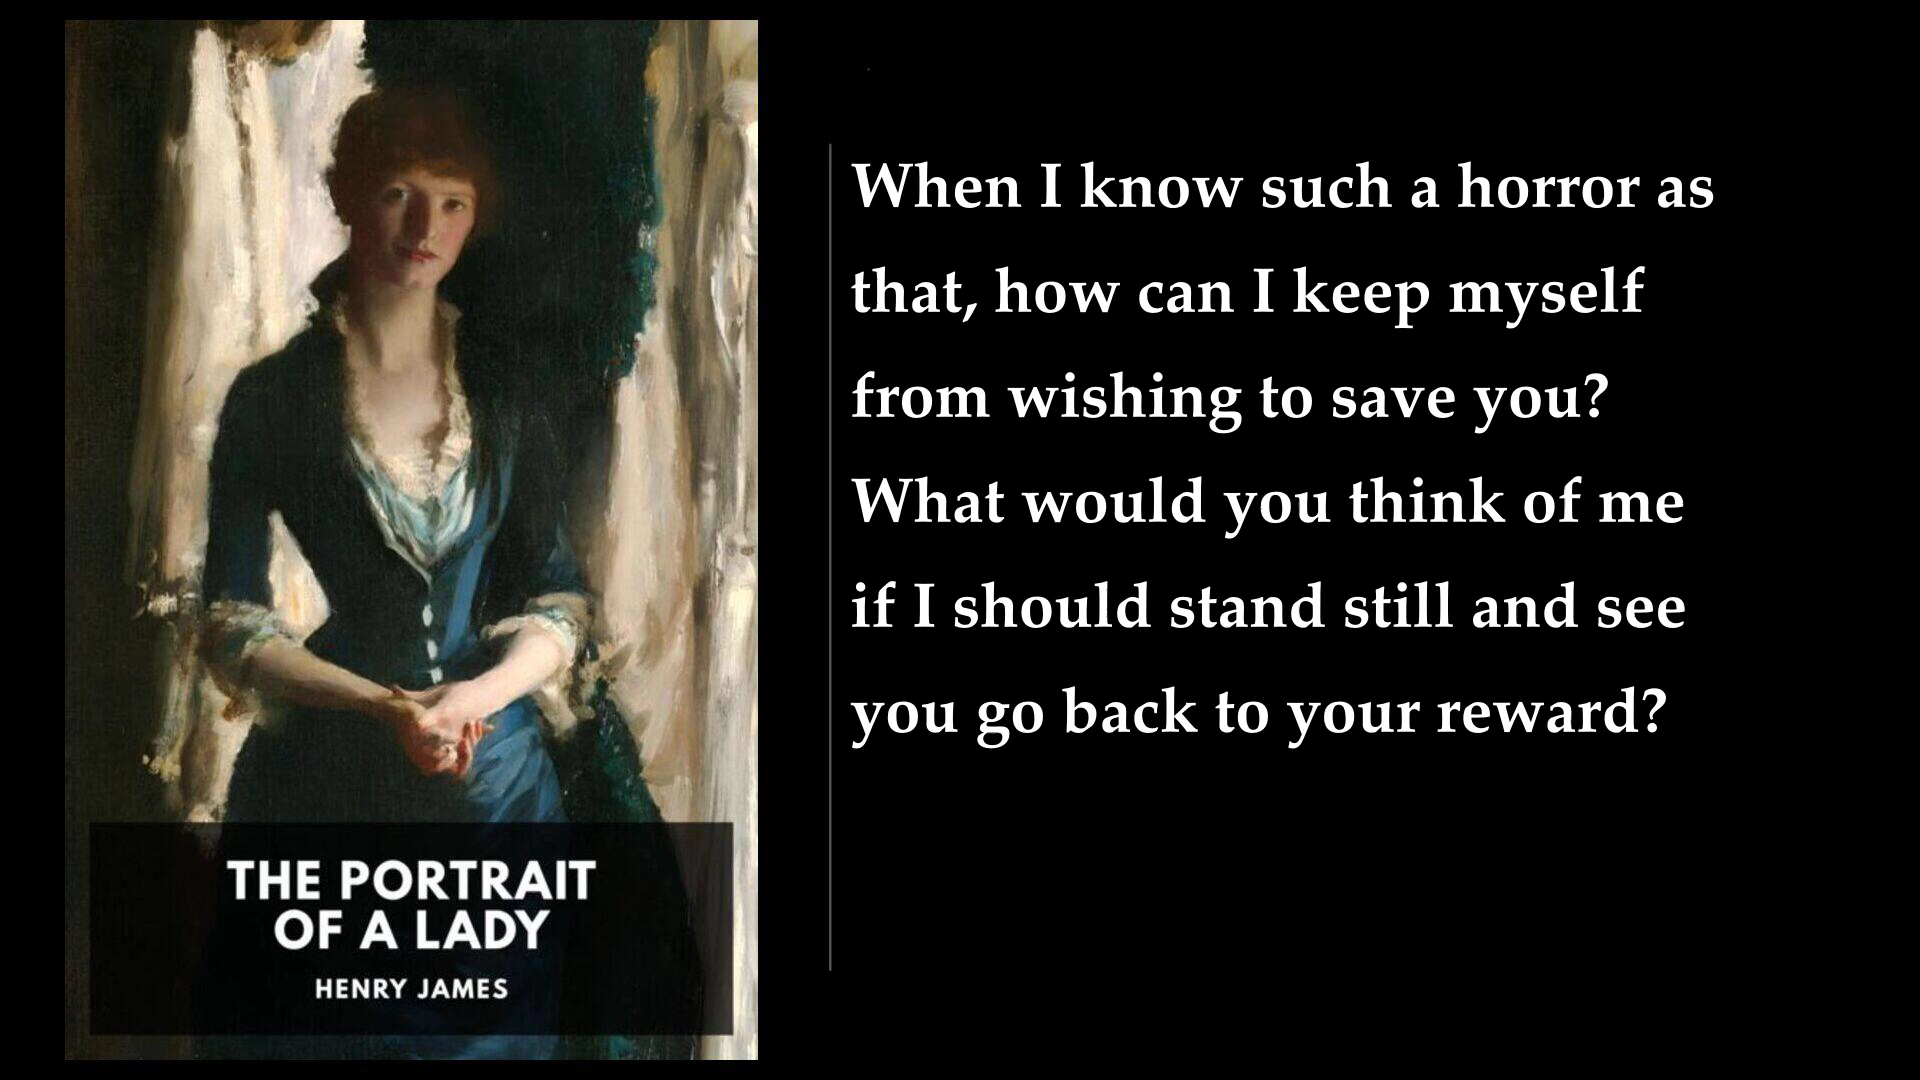 THE PORTRAIT
OF A LADY
HENRY JAMES
When I know such a horror as
that, how can I keep myself
from wishing to save you?
What would you think of me
if I should stand still and see
you go back to your reward?